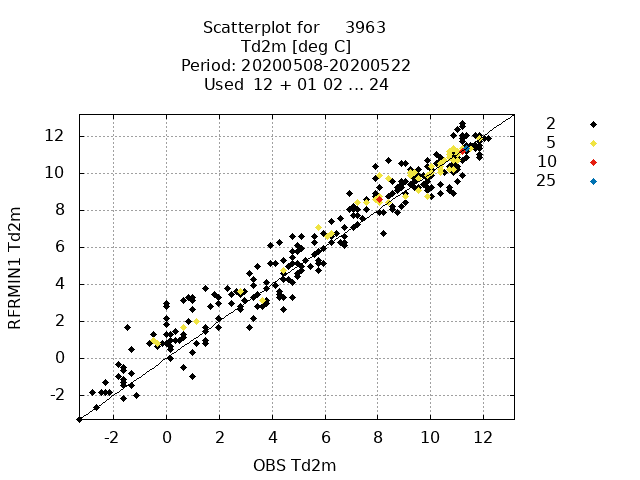 Scatterplot for 3963
Td2m [deg C]
Period: 20200508-20200522
Used 12 + 01 02 ... 24
2
5
10
25
12
10
8
6
4
2
0
-2
RFRMIN1 Td2m
-2 0 2 4 6 8 10 12
OBS Td2m